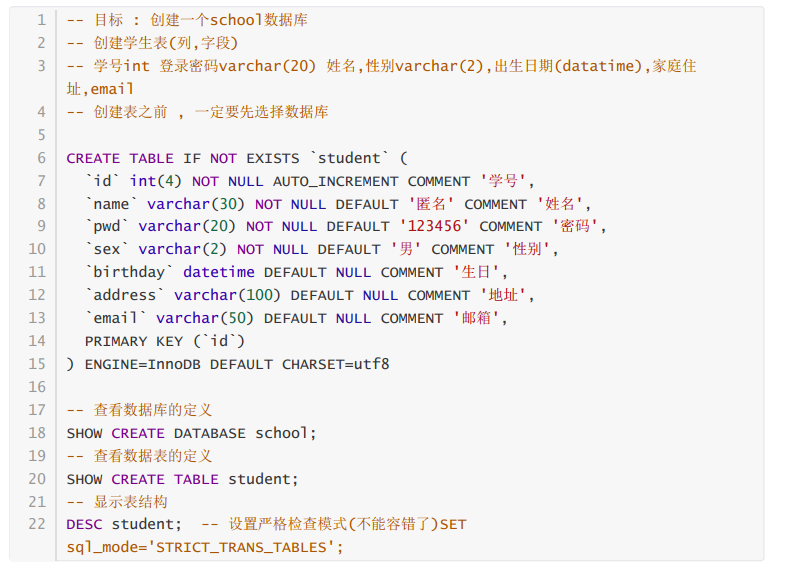 1 -- 目标 : 创建一个school数据库
2 -- 创建学生表(列,字段)
3 -- 学号int 登录密码varchar(20) 姓名,性别varchar(2),出生日期(datatime),家庭住
址,email
4 -- 创建表之前 , 一定要先选择数据库
5
6 CREATE TABLE IF NOT EXISTS `student` (
7 `id` int(4) NOT NULL AUTO_INCREMENT COMMENT '学号',
8 `name` varchar(30) NOT NULL DEFAULT '匿名' COMMENT '姓名',
9 `pwd` varchar(20) NOT NULL DEFAULT '123456' COMMENT '密码',
10 `sex` varchar(2) NOT NULL DEFAULT '男' COMMENT '性别',
11 `birthday` datetime DEFAULT NULL COMMENT '生日',
12 `address` varchar(100) DEFAULT NULL COMMENT '地址',
13 `email` varchar(50) DEFAULT NULL COMMENT '邮箱',
14 PRIMARY KEY (`id`)
15 ) ENGINE=InnoDB DEFAULT CHARSET=utf8
16
17 -- 查看数据库的定义
18 SHOW CREATE DATABASE school;
19 -- 查看数据表的定义
20 SHOW CREATE TABLE student;
21 -- 显示表结构
22 DESC student; -- 设置严格检查模式(不能容错了)SET
sql_mode='STRICT_TRANS_TABLES';